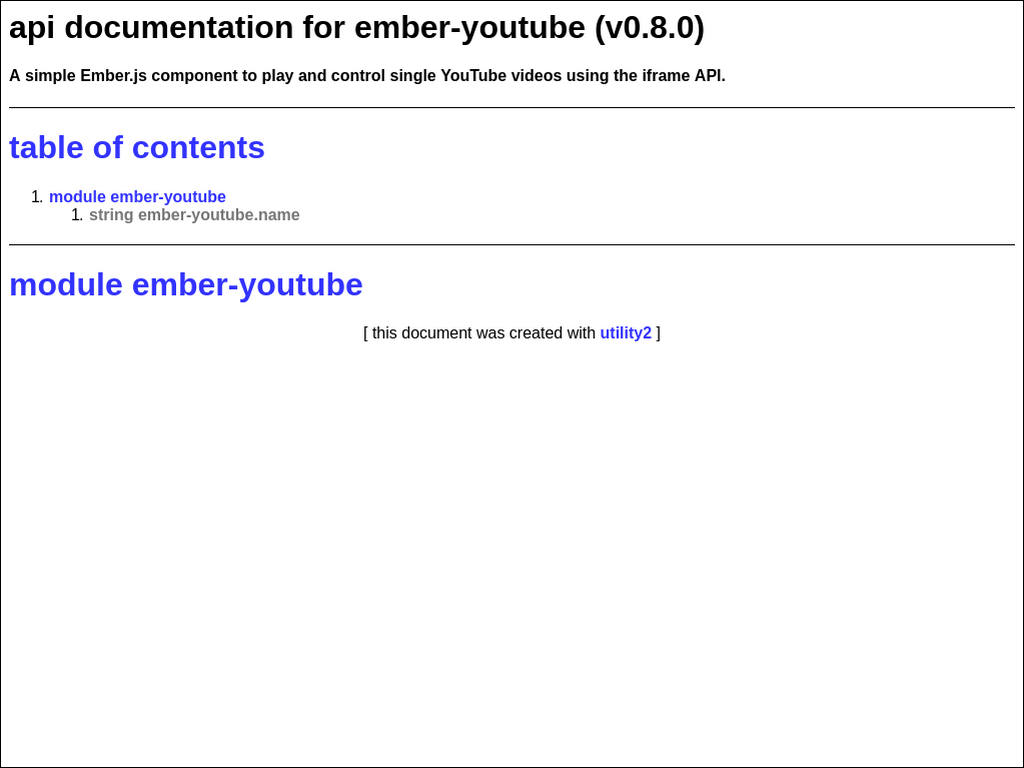 api documentation for ember-youtube (v0.8.0)
A simple Ember.js component to play and control single YouTube videos using the iframe API.
table of contents
1. module ember-youtube
1. string ember-youtube.name
module ember-youtube
[ this document was created with utility2 ]